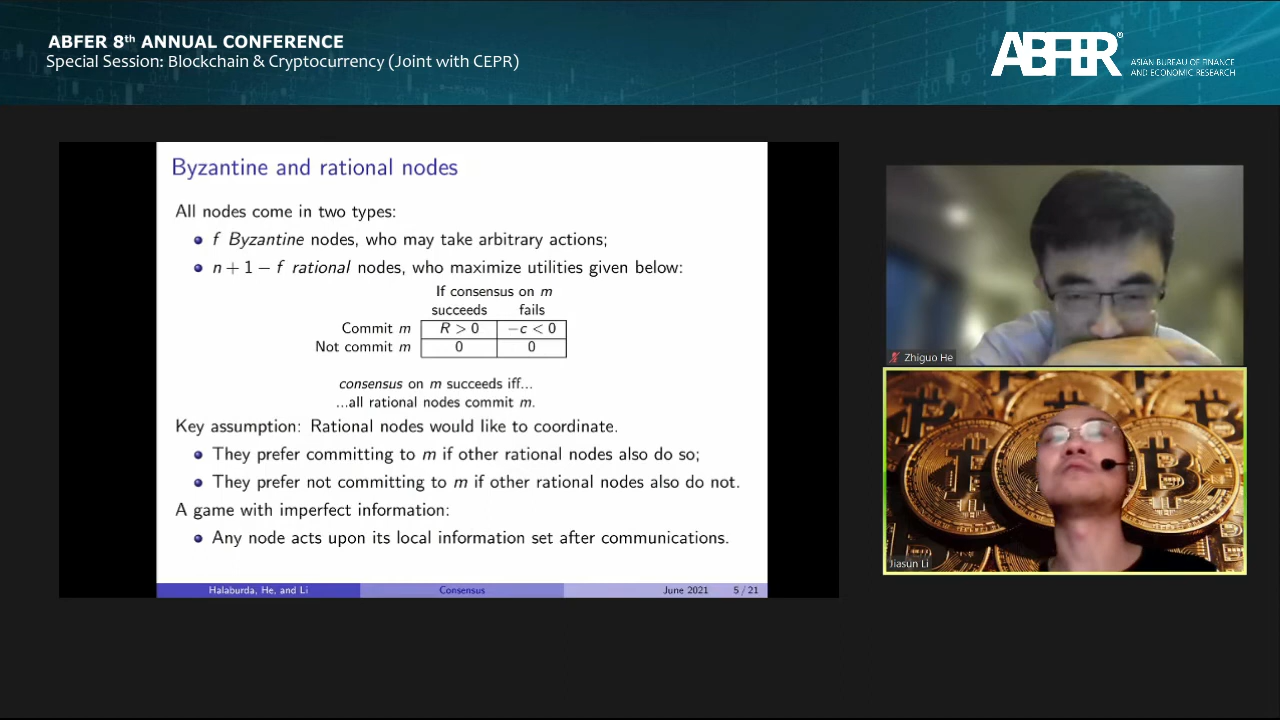 ABFER 8th ANNUAL CONFERENCE
Special Session: Blockchain & Cryptocurrency (Joint with CEPR)
ABFER®
ASIAN BUREAU OF FINANCE
AND ECONOMIC RESEARCH
Byzantine and rational nodes
All nodes come in two types:
f Byzantine nodes, who may take arbitrary actions;
n + 1 − f rational nodes, who maximize utilities given below:
If consensus on m
succeeds fails
Commit m R > 0 −c < 0
Not commit m 0 0
consensus on m succeeds iff...
...all rational nodes commit m.
Key assumption: Rational nodes would like to coordinate.
They prefer committing to m if other rational nodes also do so;
They prefer not committing to m if other rational nodes also do not.
A game with imperfect information:
Any node acts upon its local information set after communications.
Halaburda, He, and Li Consensus June 2021 5 / 21
Zhiguo He
Jiasun Li